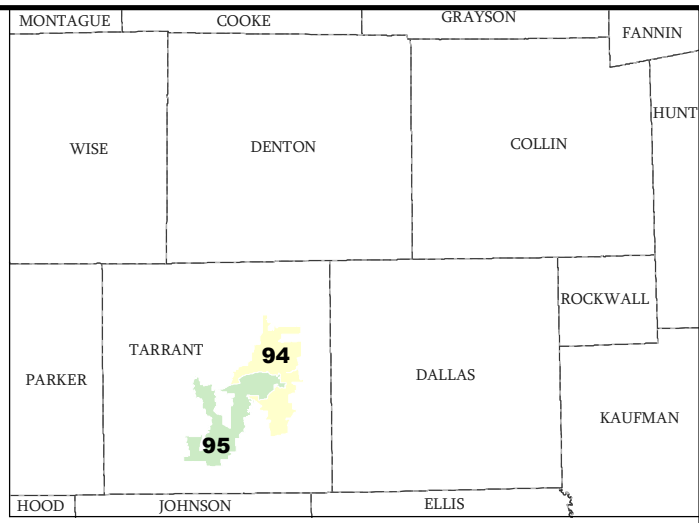 MONTAGUE
COOKE
GRAYSON
FANNIN
HUNT
WISE
DENTON
COLLIN
ROCKWALL
TARRANT
94
PARKER
DALLAS
KAUFMAN
95
HOOD
JOHNSON
ELLIS